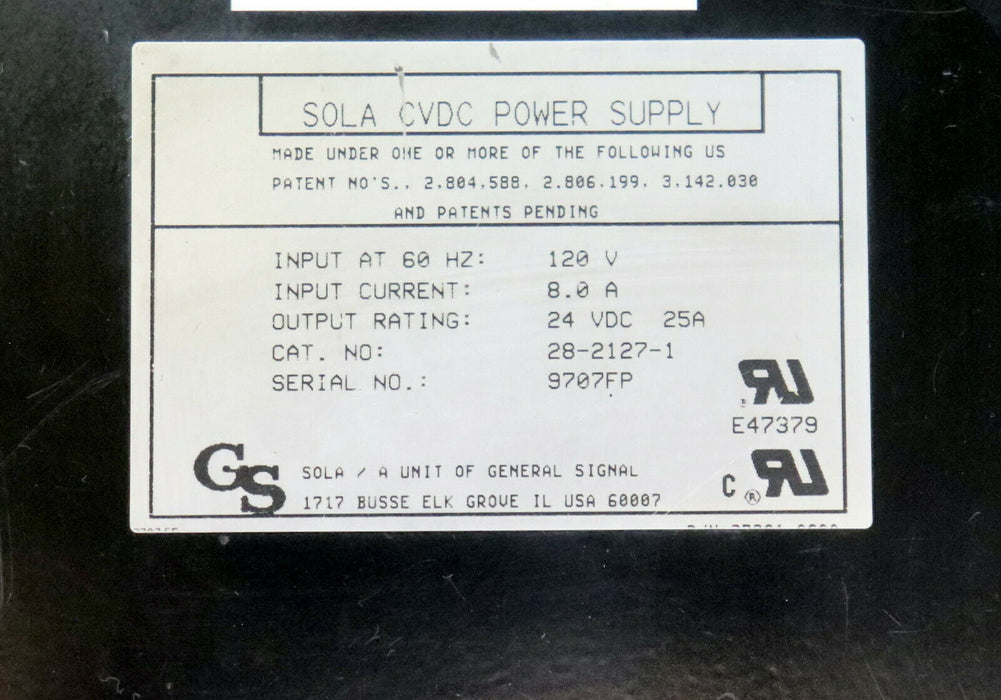 SOLA CVDC POWER SUPPLY
MADE UNDER ONE OR MORE OF THE FOLLOWING US
PATENT NO'S., 2.804.588, 2.806.199, 3.142.030
AND PATENTS PENDING
INPUT AT 60 HZ: 120 V
INPUT CURRENT: 8.0 A
OUTPUT RATING: 24 VDC 25A
CAT. NO: 28-2127-1
SERIAL NO.: 9707FP
E47379
GS
SOLA / A UNIT OF GENERAL SIGNAL
1717 BUSSE ELK GROVE IL USA 60007
C ®